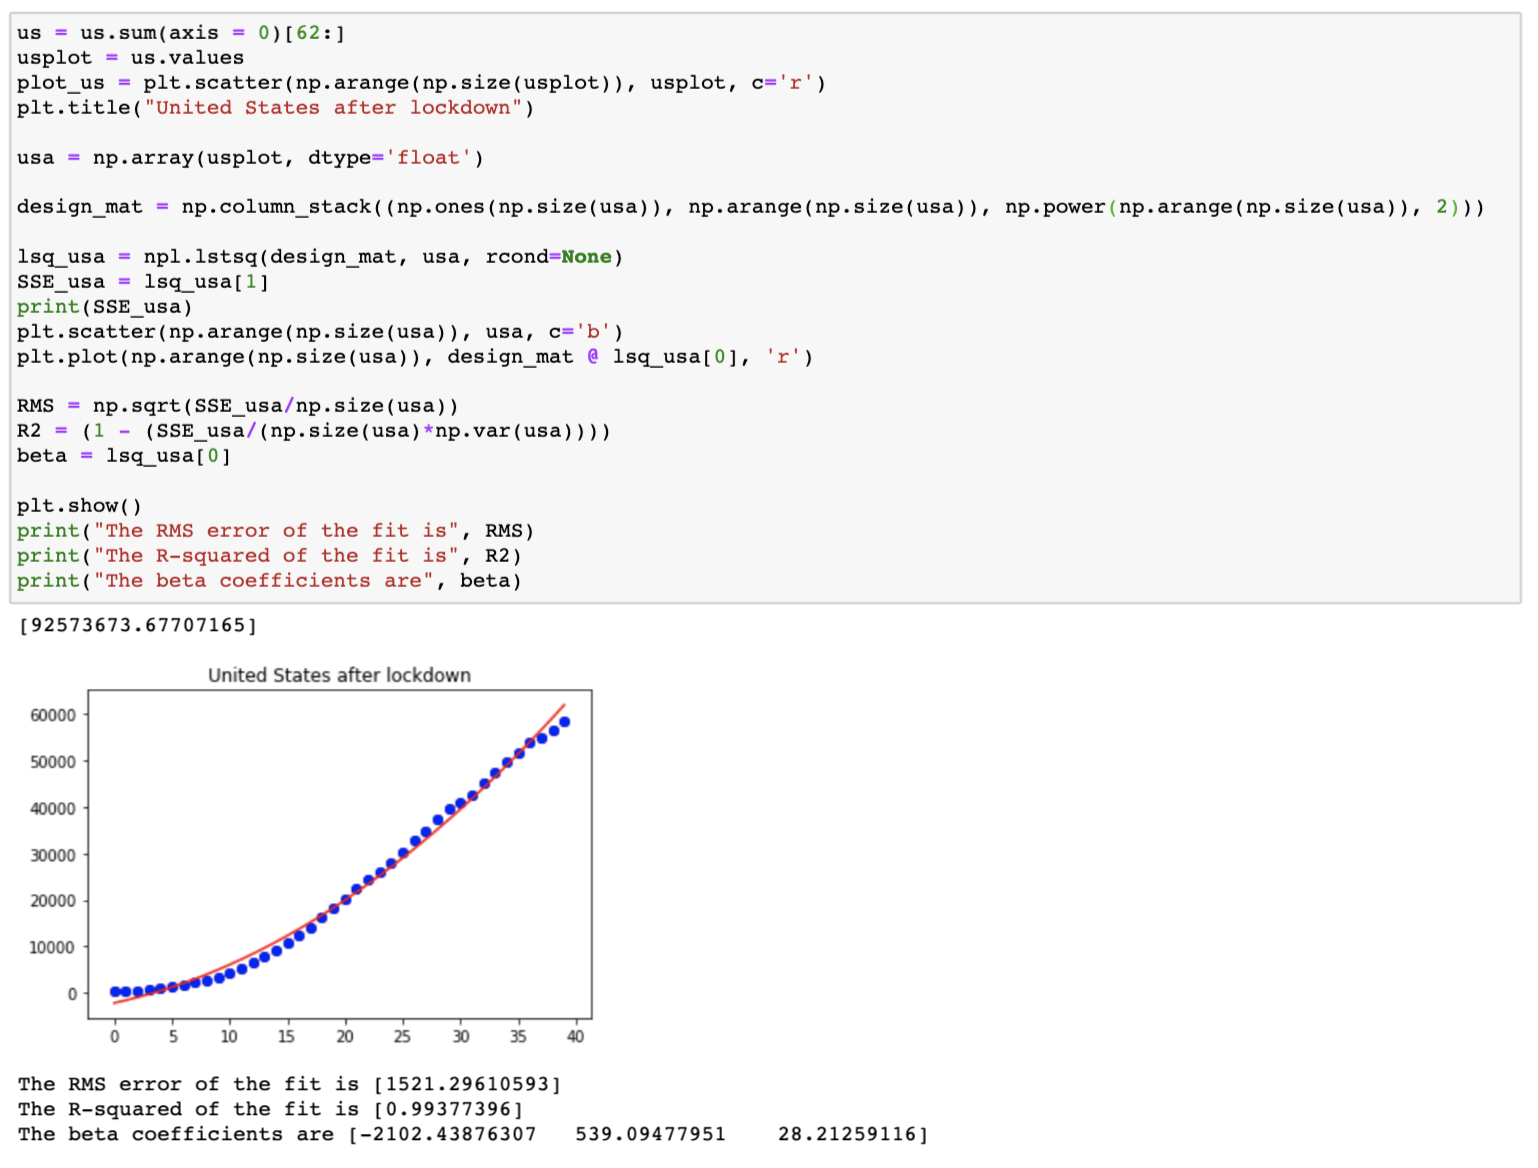 us = us.sum(axis = 0)[62:]
usplot = us.values
plot_us = plt.scatter(np.arange(np.size(usplot)), usplot, c='r')
plt.title("United States after lockdown")
usa = np.array(usplot, dtype='float')
design_mat = np.column_stack((np.ones(np.size(usa)), np.arange(np.size(usa)), np.power(np.arange(np.size(usa)), 2)))
lsq_usa = npl.lstsq(design_mat, usa, rcond=None)
SSE_usa = lsq_usa[1]
print(SSE_usa)
plt.scatter(np.arange(np.size(usa)), usa, c='b')
plt.plot(np.arange(np.size(usa)), design_mat @ lsq_usa[0], 'r')
RMS = np.sqrt(SSE_usa/np.size(usa))
R2 = (1 - (SSE_usa/(np.size(usa)*np.var(usa))))
beta = lsq_usa[0]
plt.show()
print("The RMS error of the fit is", RMS)
print("The R-squared of the fit is", R2)
print("The beta coefficients are", beta)
[92573673.67707165]
United States after lockdown
60000
50000
40000
30000
20000
10000
0
0 5 10 15 20 25 30 35 40
The RMS error of the fit is [1521.29610593]
The R-squared of the fit is [0.99377396]
The beta coefficients are [-2102.43876307   539.09477951    28.21259116]